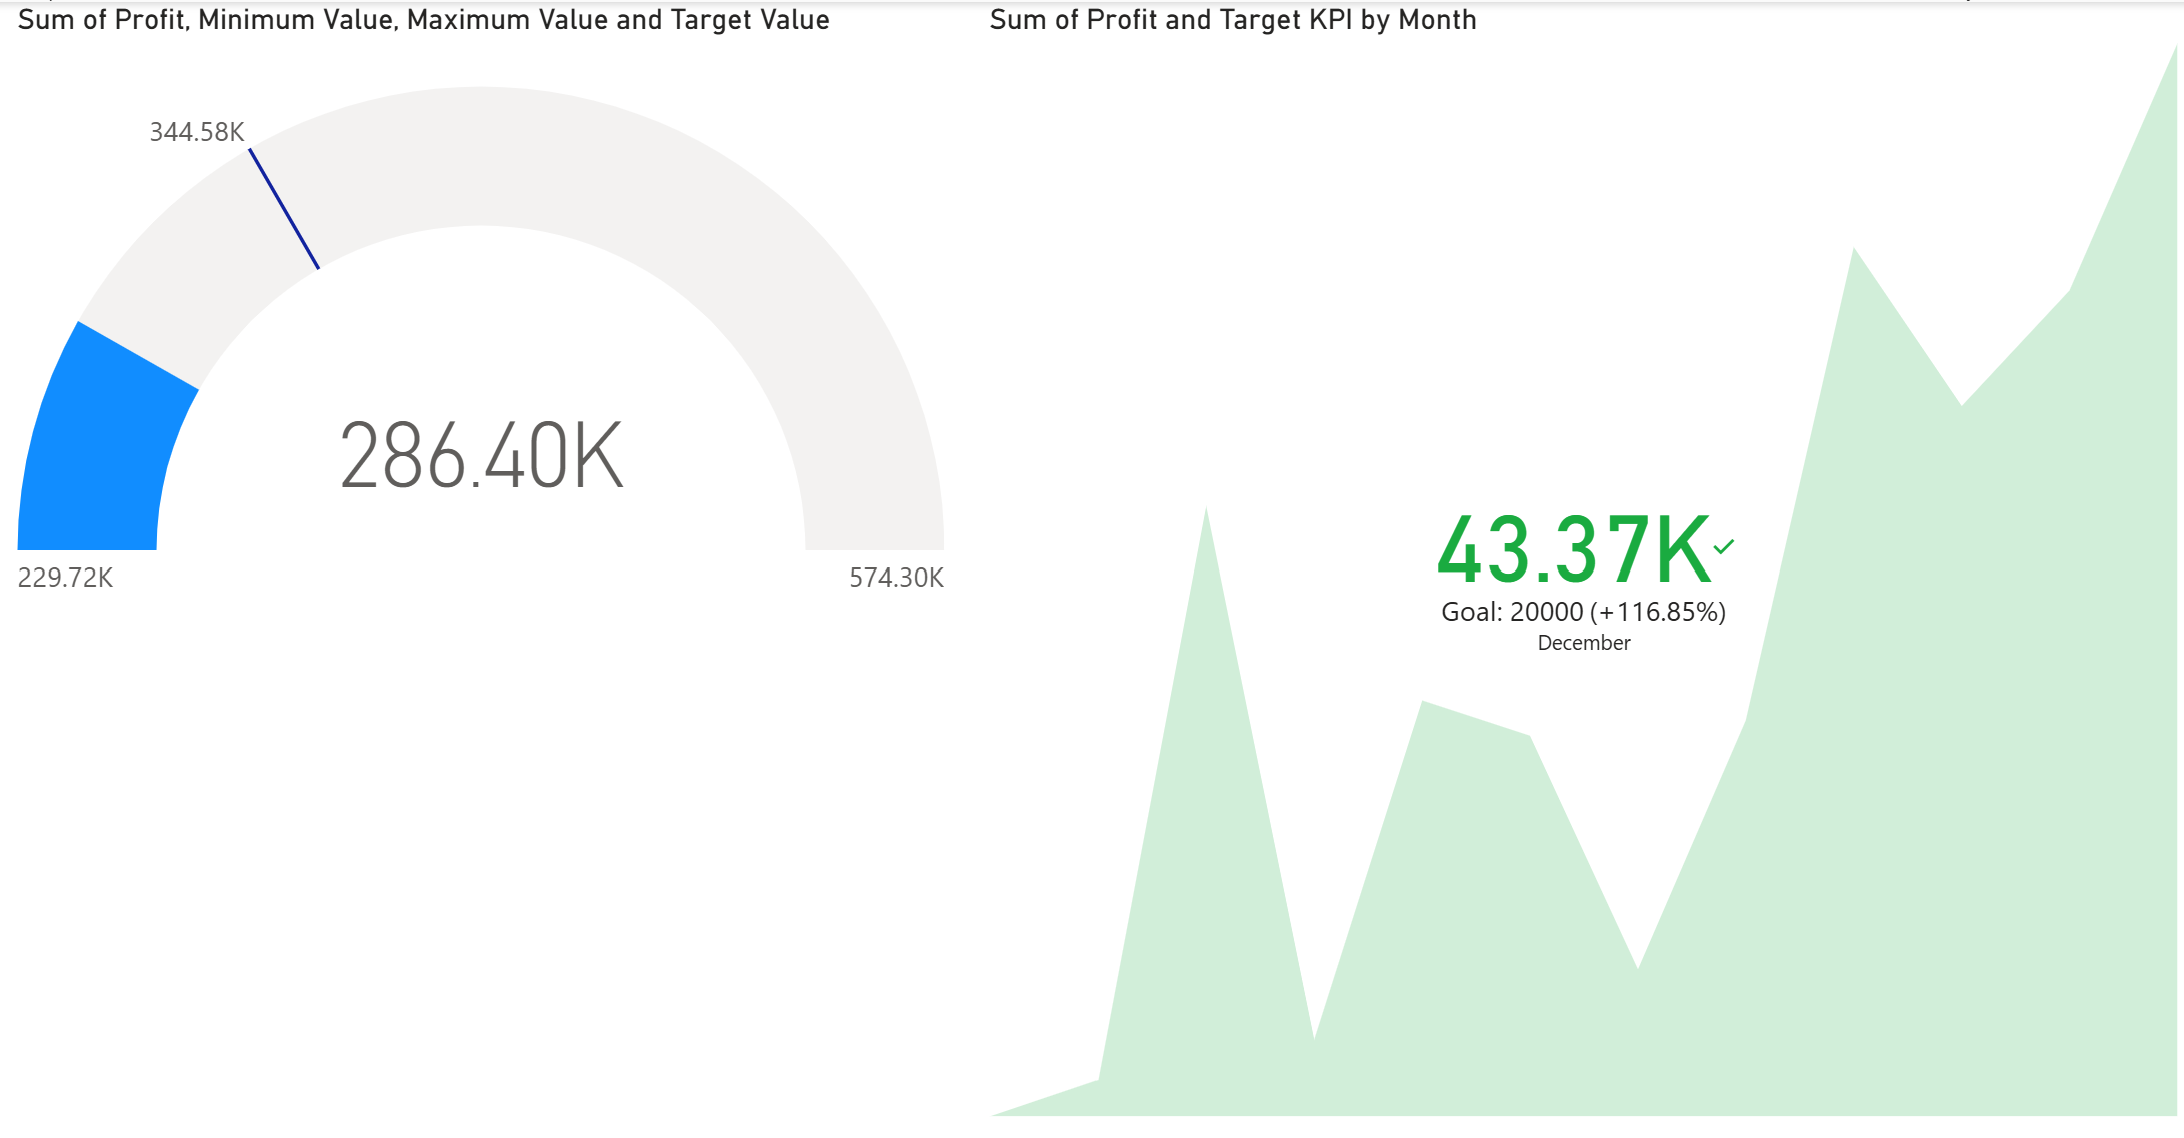 Sum of Profit, Minimum Value, Maximum Value and Target Value
344.58K
286.40K
229.72K
574.30K
Sum of Profit and Target KPI by Month
43.37K
Goal: 20000 (+116.85%)
December